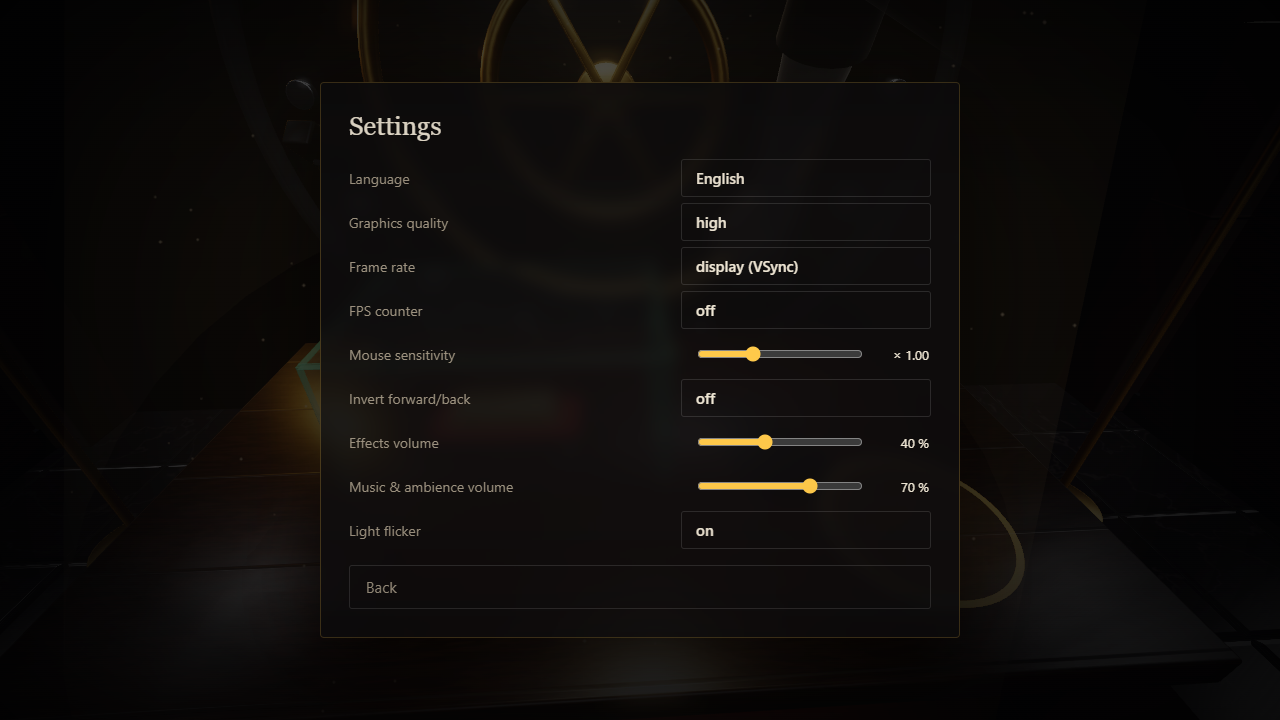 Settings
Language English
Graphics quality high
Frame rate display (VSync)
FPS counter off
Mouse sensitivity × 1.00
Invert forward/back off
Effects volume 40 %
Music & ambience volume 70 %
Light flicker on
Back